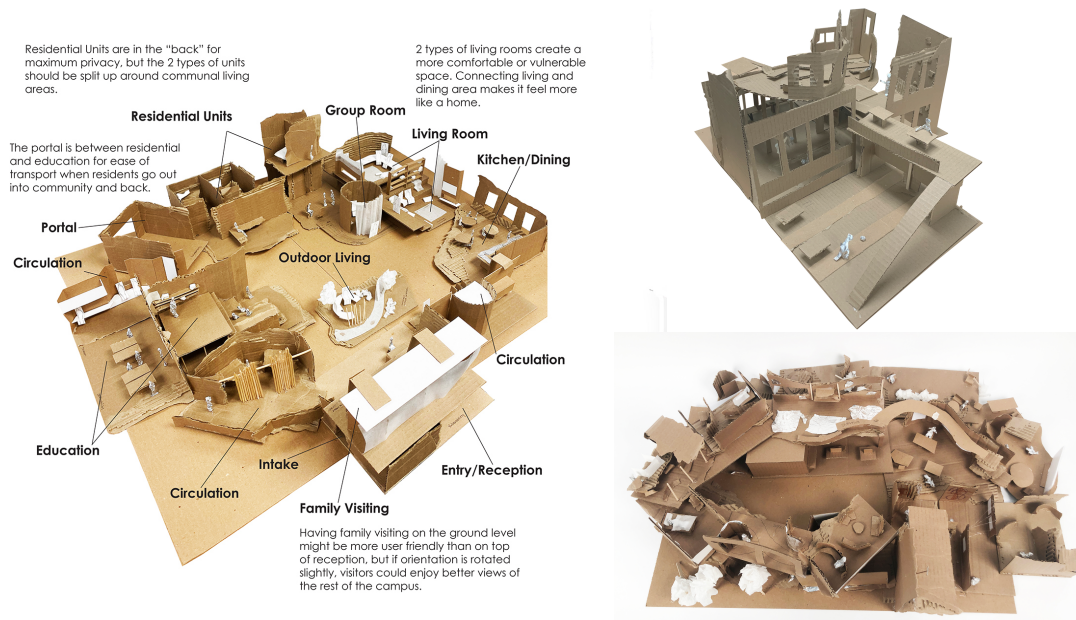 Residential Units are in the “back” for
maximum privacy, but the 2 types of units
should be split up around communal living
areas.
2 types of living rooms create a
more comfortable or vulnerable
space. Connecting living and
dining area makes it feel more
like a home.
Residential Units
Group Room
Living Room
Kitchen/Dining
The portal is between residential
and education for ease of
transport when residents go out
into community and back.
Portal
Circulation
Outdoor Living
Circulation
Education
Intake
Entry/Reception
Circulation
Family Visiting
Having family visiting on the ground level
might be more user friendly than on top
of reception, but if orientation is rotated
slightly, visitors could enjoy better views of
the rest of the campus.